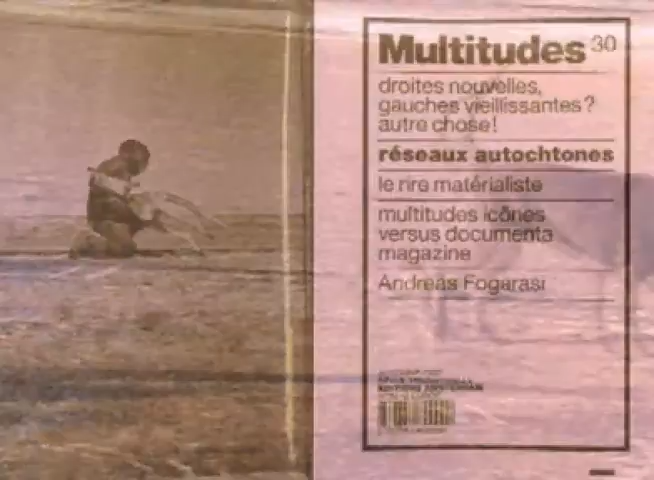 Multitudes 30
droites nouvelles,
gauches vieillissantes ?
autre chose !
réseaux autochtones
le rire matérialiste
multitudes icônes
versus documenta
magazine
Andreas Fogarasi